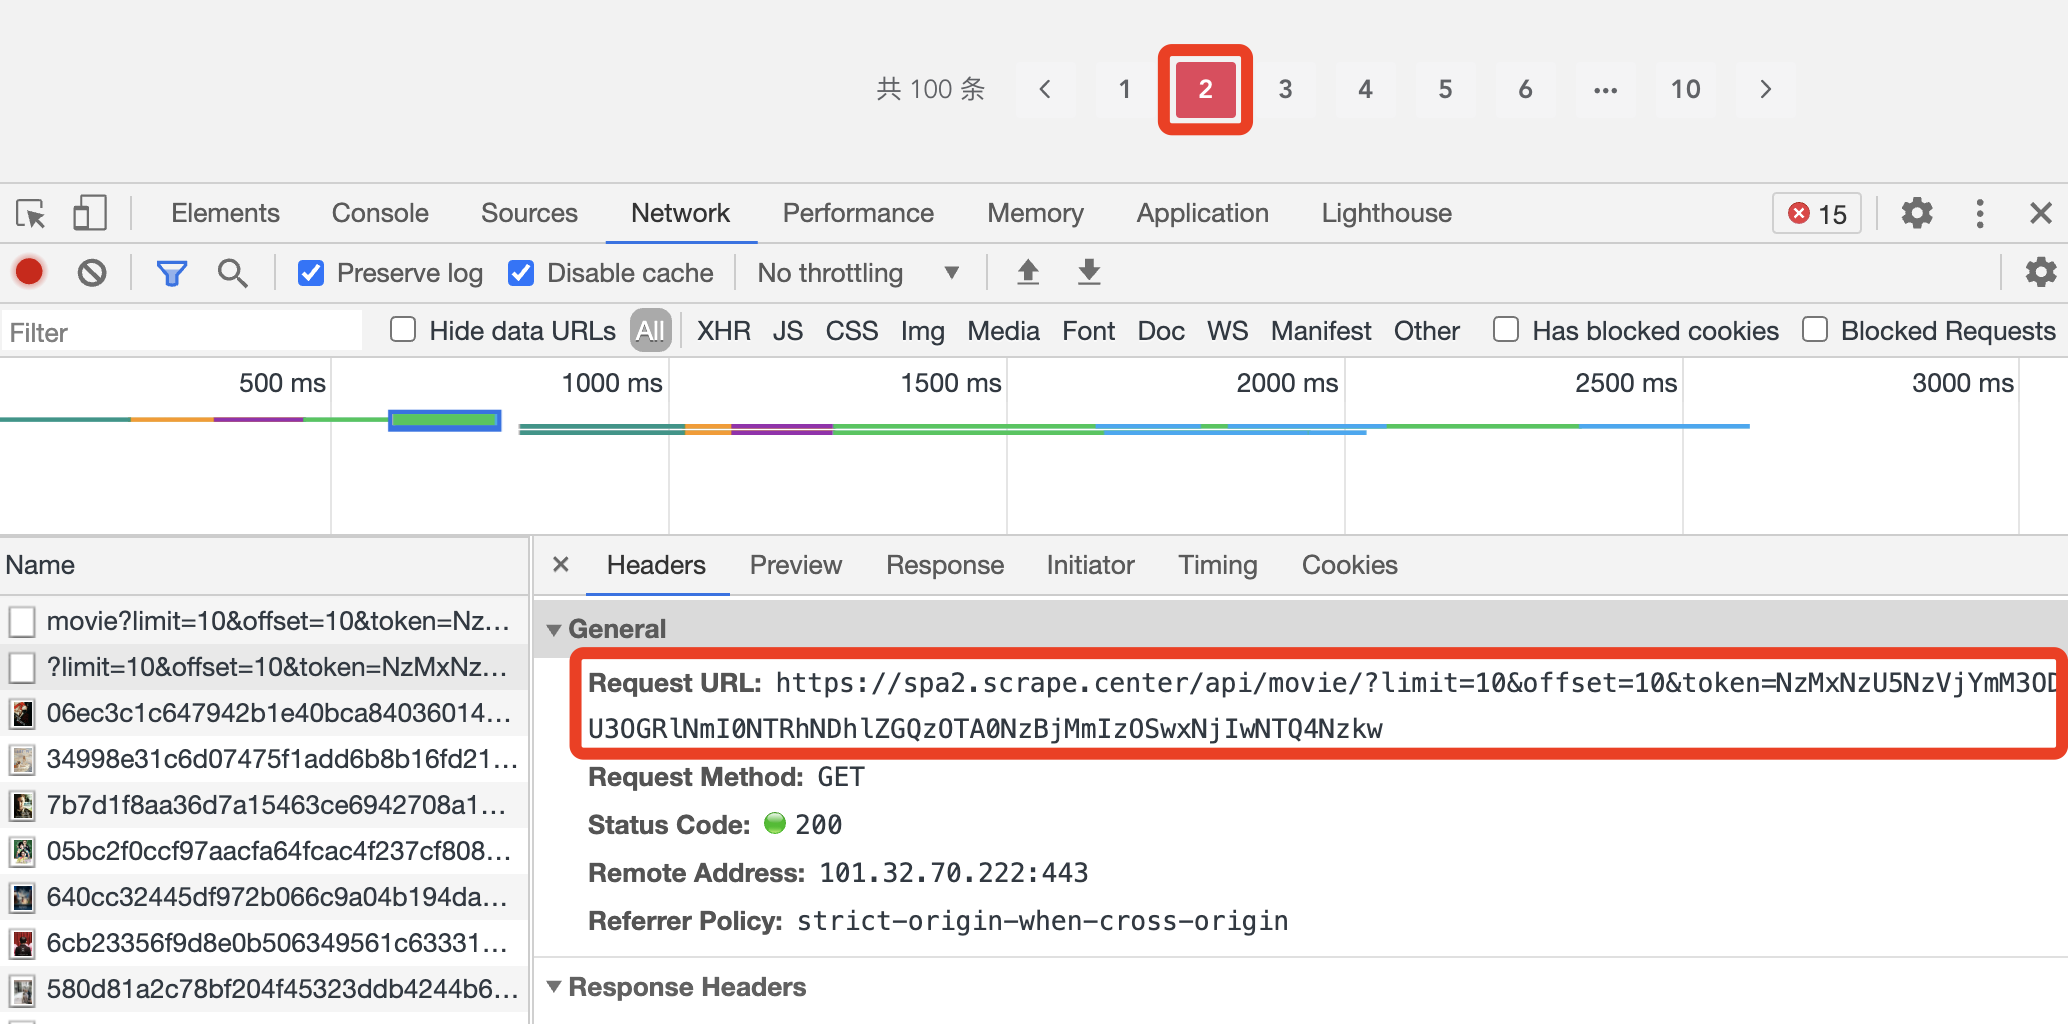 共 100 条 1 2 3 4 5 6 ... 10
Elements Console Sources Network Performance Memory Application Lighthouse 15
Preserve log Disable cache No throttling
Filter Hide data URLs All XHR JS CSS Img Media Font Doc WS Manifest Other Has blocked cookies Blocked Requests
500 ms 1000 ms 1500 ms 2000 ms 2500 ms 3000 ms
Name
Headers Preview Response Initiator Timing Cookies
movie?limit=10&offset=10&token=Nz...
?limit=10&offset=10&token=NzMxNz...
06ec3c1c647942b1e40bca84036014...
34998e31c6d07475f1add6b8b16fd21...
7b7d1f8aa36d7a15463ce6942708a1...
05bc2f0ccf97aacfa64fcac4f237cf808...
640cc32445df972b066c9a04b194da...
6cb23356f9d8e0b506349561c63331...
580d81a2c78bf204f45323ddb4244b6...
General
Request URL: https://spa2.scrape.center/api/movie/?limit=10&offset=10&token=NzMxNzU5NzVjYmM3OD
U3OGRlNmI0NTRhNDhlZGQzOTA0NzBjMmIzOSwxNjIwNTQ4Nzkw
Request Method: GET
Status Code: 200
Remote Address: 101.32.70.222:443
Referrer Policy: strict-origin-when-cross-origin
Response Headers